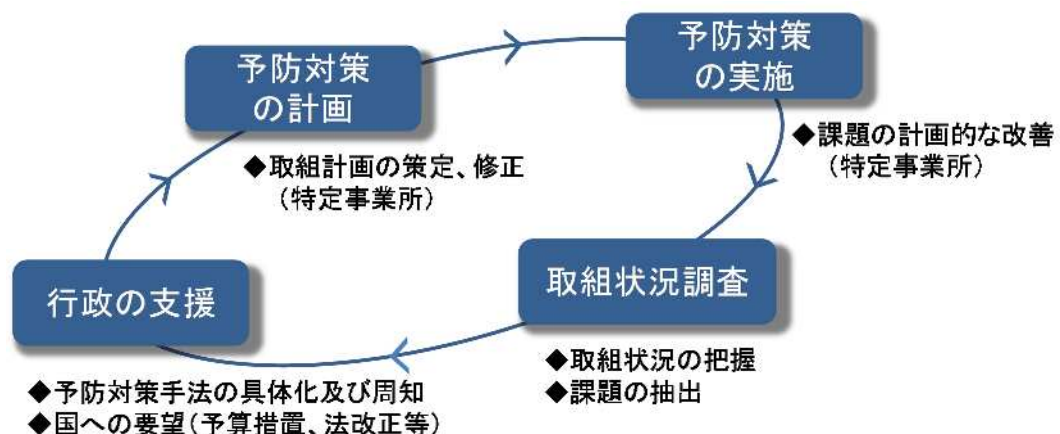 予防対策
の計画
◆取組計画の策定、修正
(特定事業所)
予防対策
の実施
◆課題の計画的な改善
(特定事業所)
取組状況調査
◆取組状況の把握
◆課題の抽出
行政の支援
◆予防対策手法の具体化及び周知
◆国への要望(予算措置、法改正等)